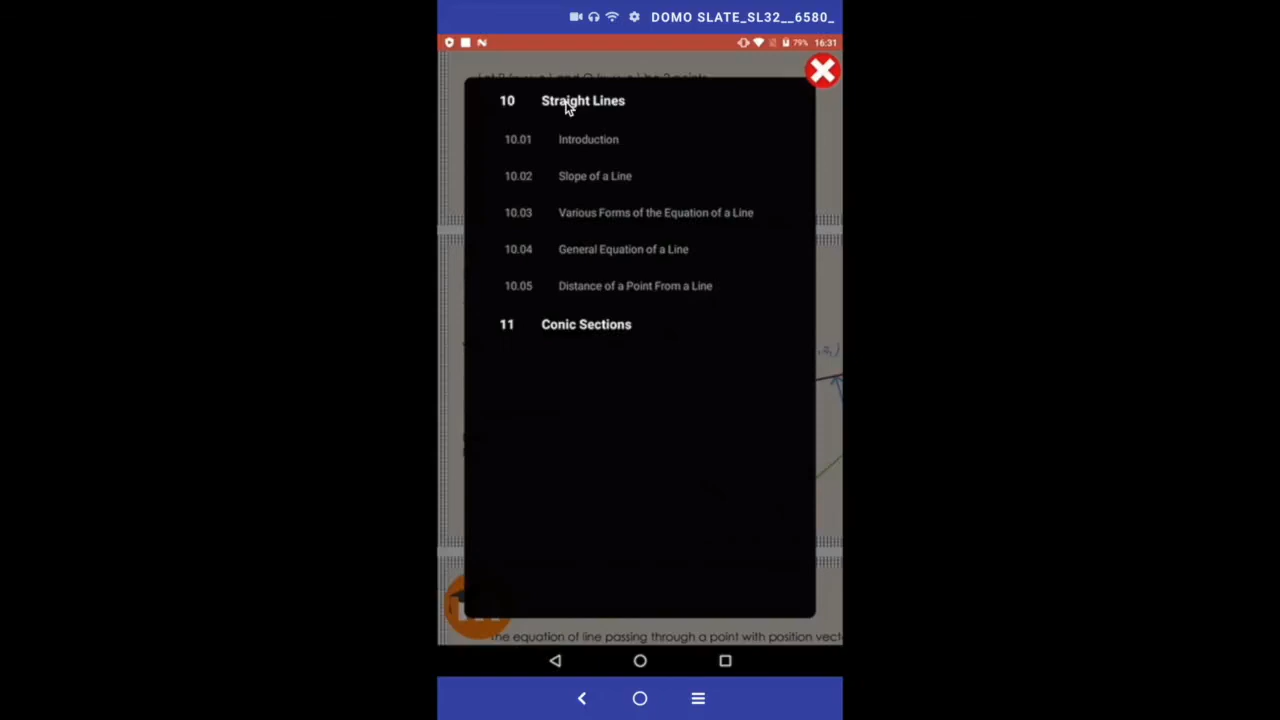 DOMO SLATE_SL32__6580_
79% 16:31
10 Straight Lines
10.01 Introduction
10.02 Slope of a Line
10.03 Various Forms of the Equation of a Line
10.04 General Equation of a Line
10.05 Distance of a Point From a Line
11 Conic Sections
The equation of line passing through a point with position